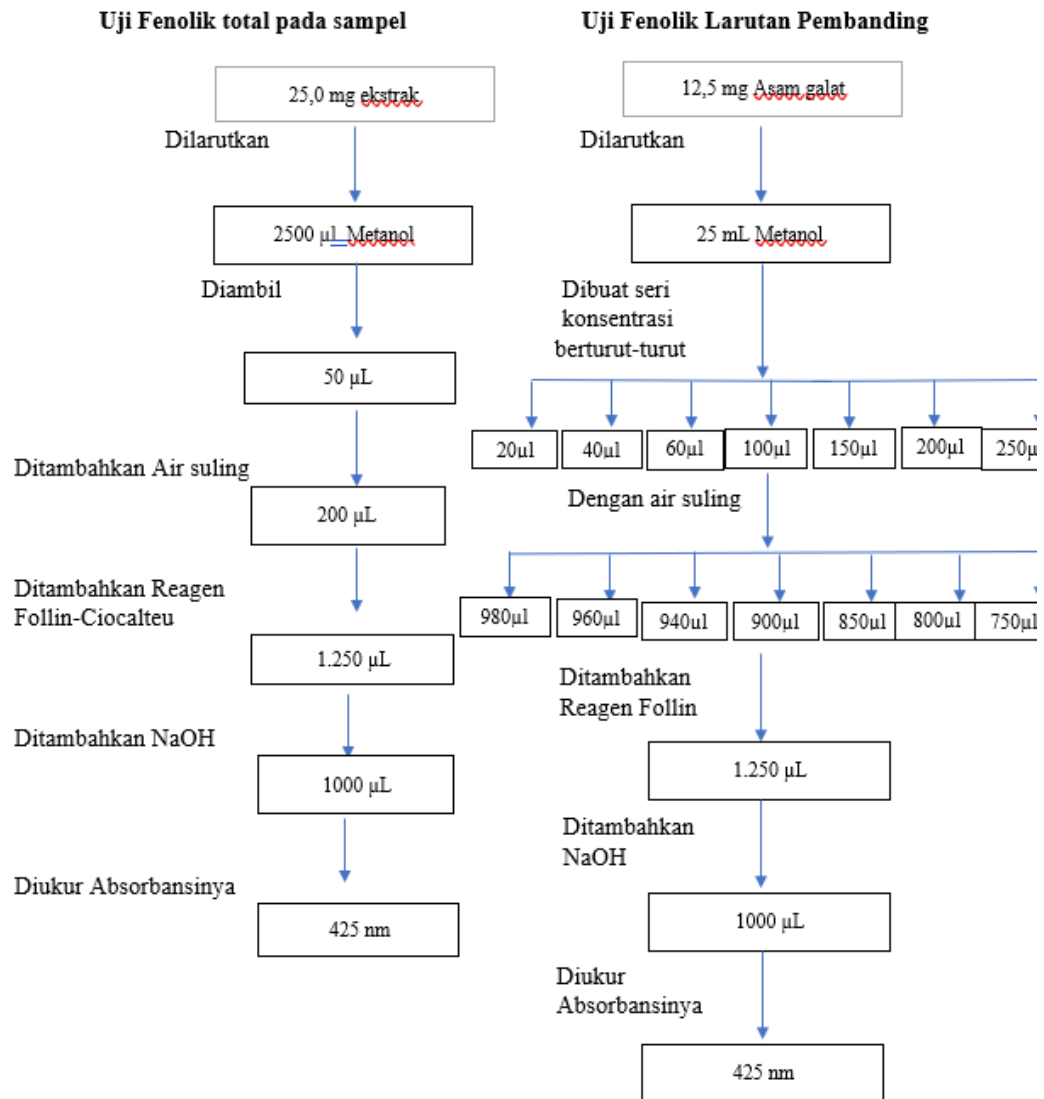 Uji Fenolik total pada sampel
25,0 mg ekstrak
Dilarutkan
2500 µl Metanol
Diambil
50 µL
Ditambahkan Air suling
200 µL
Ditambahkan Reagen
Follin-Ciocalteu
1.250 µL
Ditambahkan NaOH
1000 µL
Diukur Absorbansinya
425 nm
Uji Fenolik Larutan Pembanding
12,5 mg Asam galat
Dilarutkan
25 mL Metanol
Dibuat seri
konsentrasi
berturut-turut
20µl 40µl 60µl 100µl 150µl 200µl 250µ
Dengan air suling
980µl 960µl 940µl 900µl 850µl 800µl 750µl
Ditambahkan
Reagen Follin
1.250 µL
Ditambahkan
NaOH
1000 µL
Diukur
Absorbansinya
425 nm